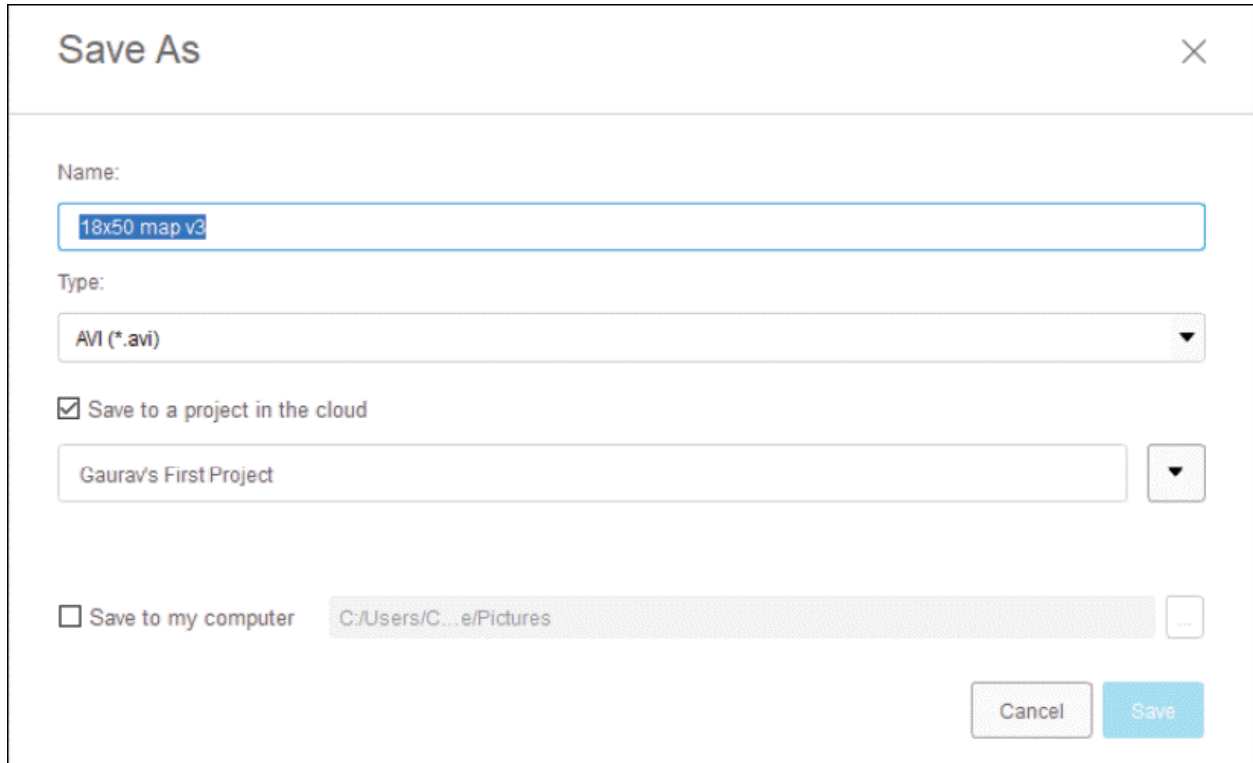 Save As
Name:
18x50 map v3
Type:
AVI (*.avi)
Save to a project in the cloud
Gaurav's First Project
Save to my computer
C:/Users/C...e/Pictures
...
Cancel
Save